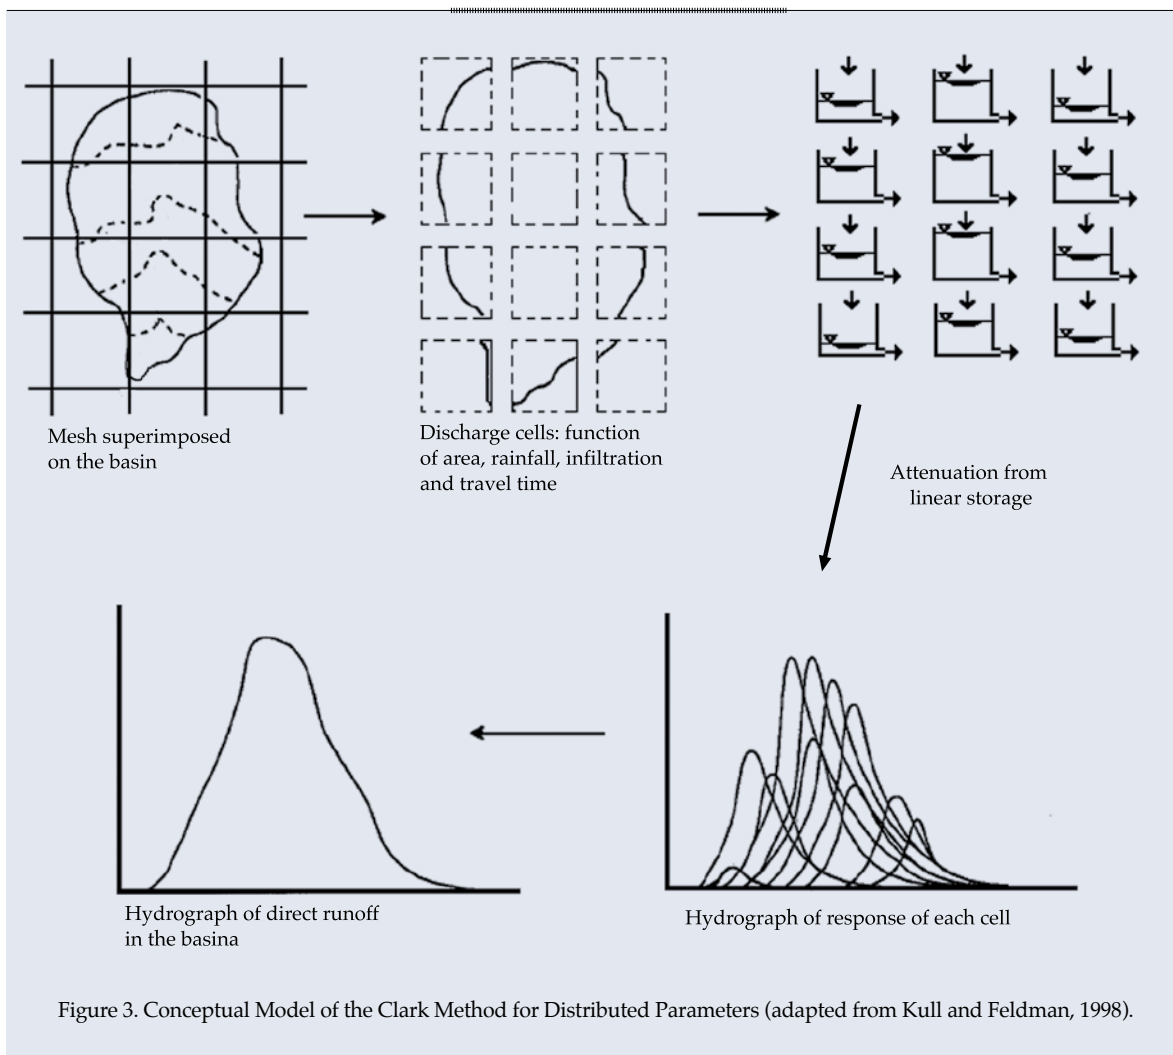 Mesh superimposed
on the basin
Discharge cells: function
of area, rainfall, infiltration
and travel time
Attenuation from
linear storage
Hydrograph of direct runoff
in the basina
Hydrograph of response of each cell
Figure 3. Conceptual Model of the Clark Method for Distributed Parameters (adapted from Kull and Feldman, 1998).